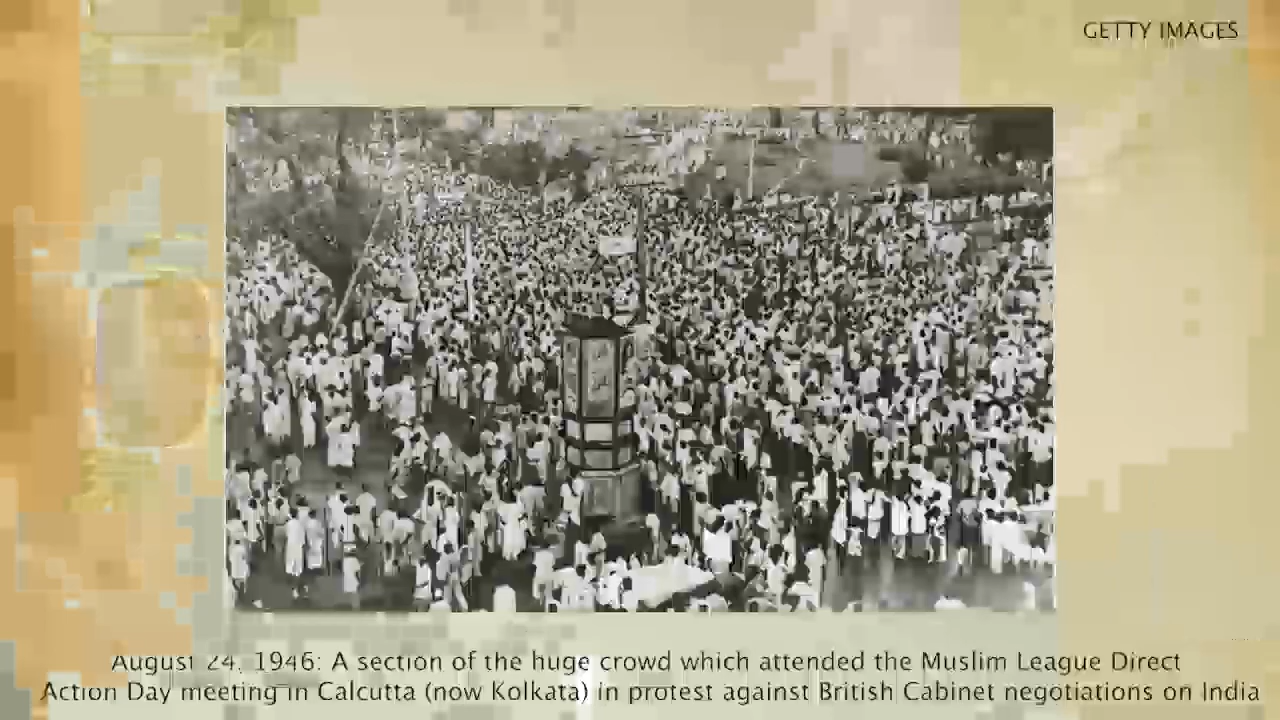 GETTY IMAGES
August 24, 1946: A section of the huge crowd which attended the Muslim League Direct
Action Day meeting in Calcutta (now Kolkata) in protest against British Cabinet negotiations on India